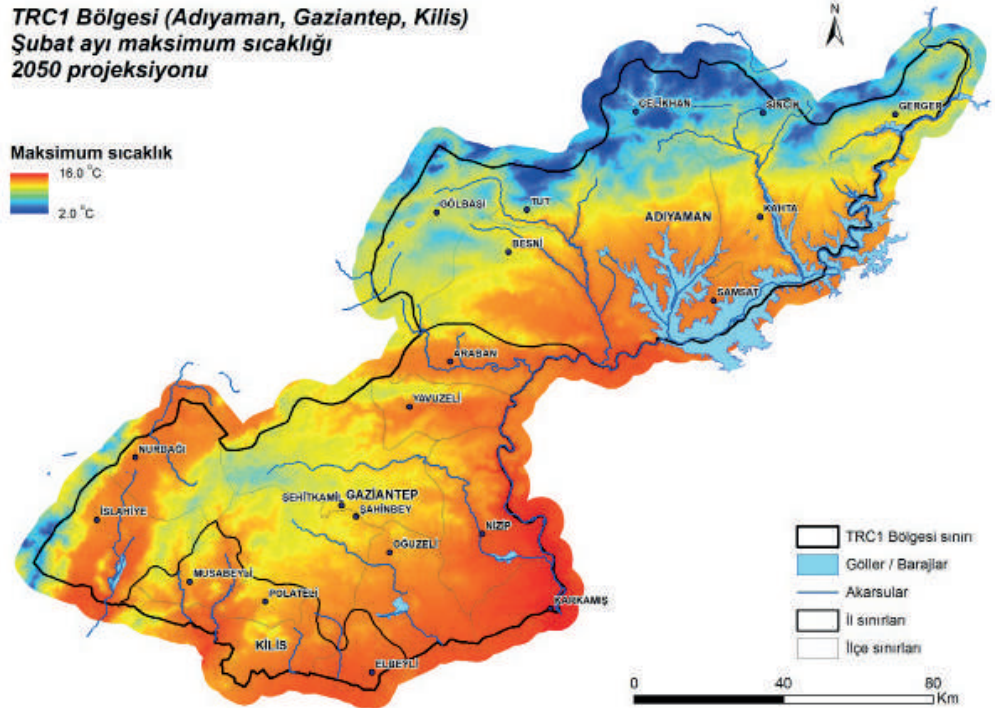 TRC1 Bölgesi (Adıyaman, Gaziantep, Kilis)
Şubat ayı maksimum sıcaklığı
2050 projeksiyonu
N
Maksimum sıcaklık
16.0 °C
2.0 °C
ÇELİKHAN
SİNCİK
GERGER
GÖLBAŞI
TUT
ADIYAMAN
KAHTA
BESNİ
SAMSAT
ARABAN
YAVUZELİ
NURDAĞI
ŞEHİTKAMİL
GAZİANTEP
ŞAHİNBEY
İSLAHİYE
NİZİP
OĞUZELİ
MUSABEYLİ
POLATELİ
KARKAMIŞ
KİLİS
ELBEYLİ
TRC1 Bölgesi sınırı
Göller / Barajlar
Akarsular
İl sınırları
İlçe sınırları
0 40 80
Km